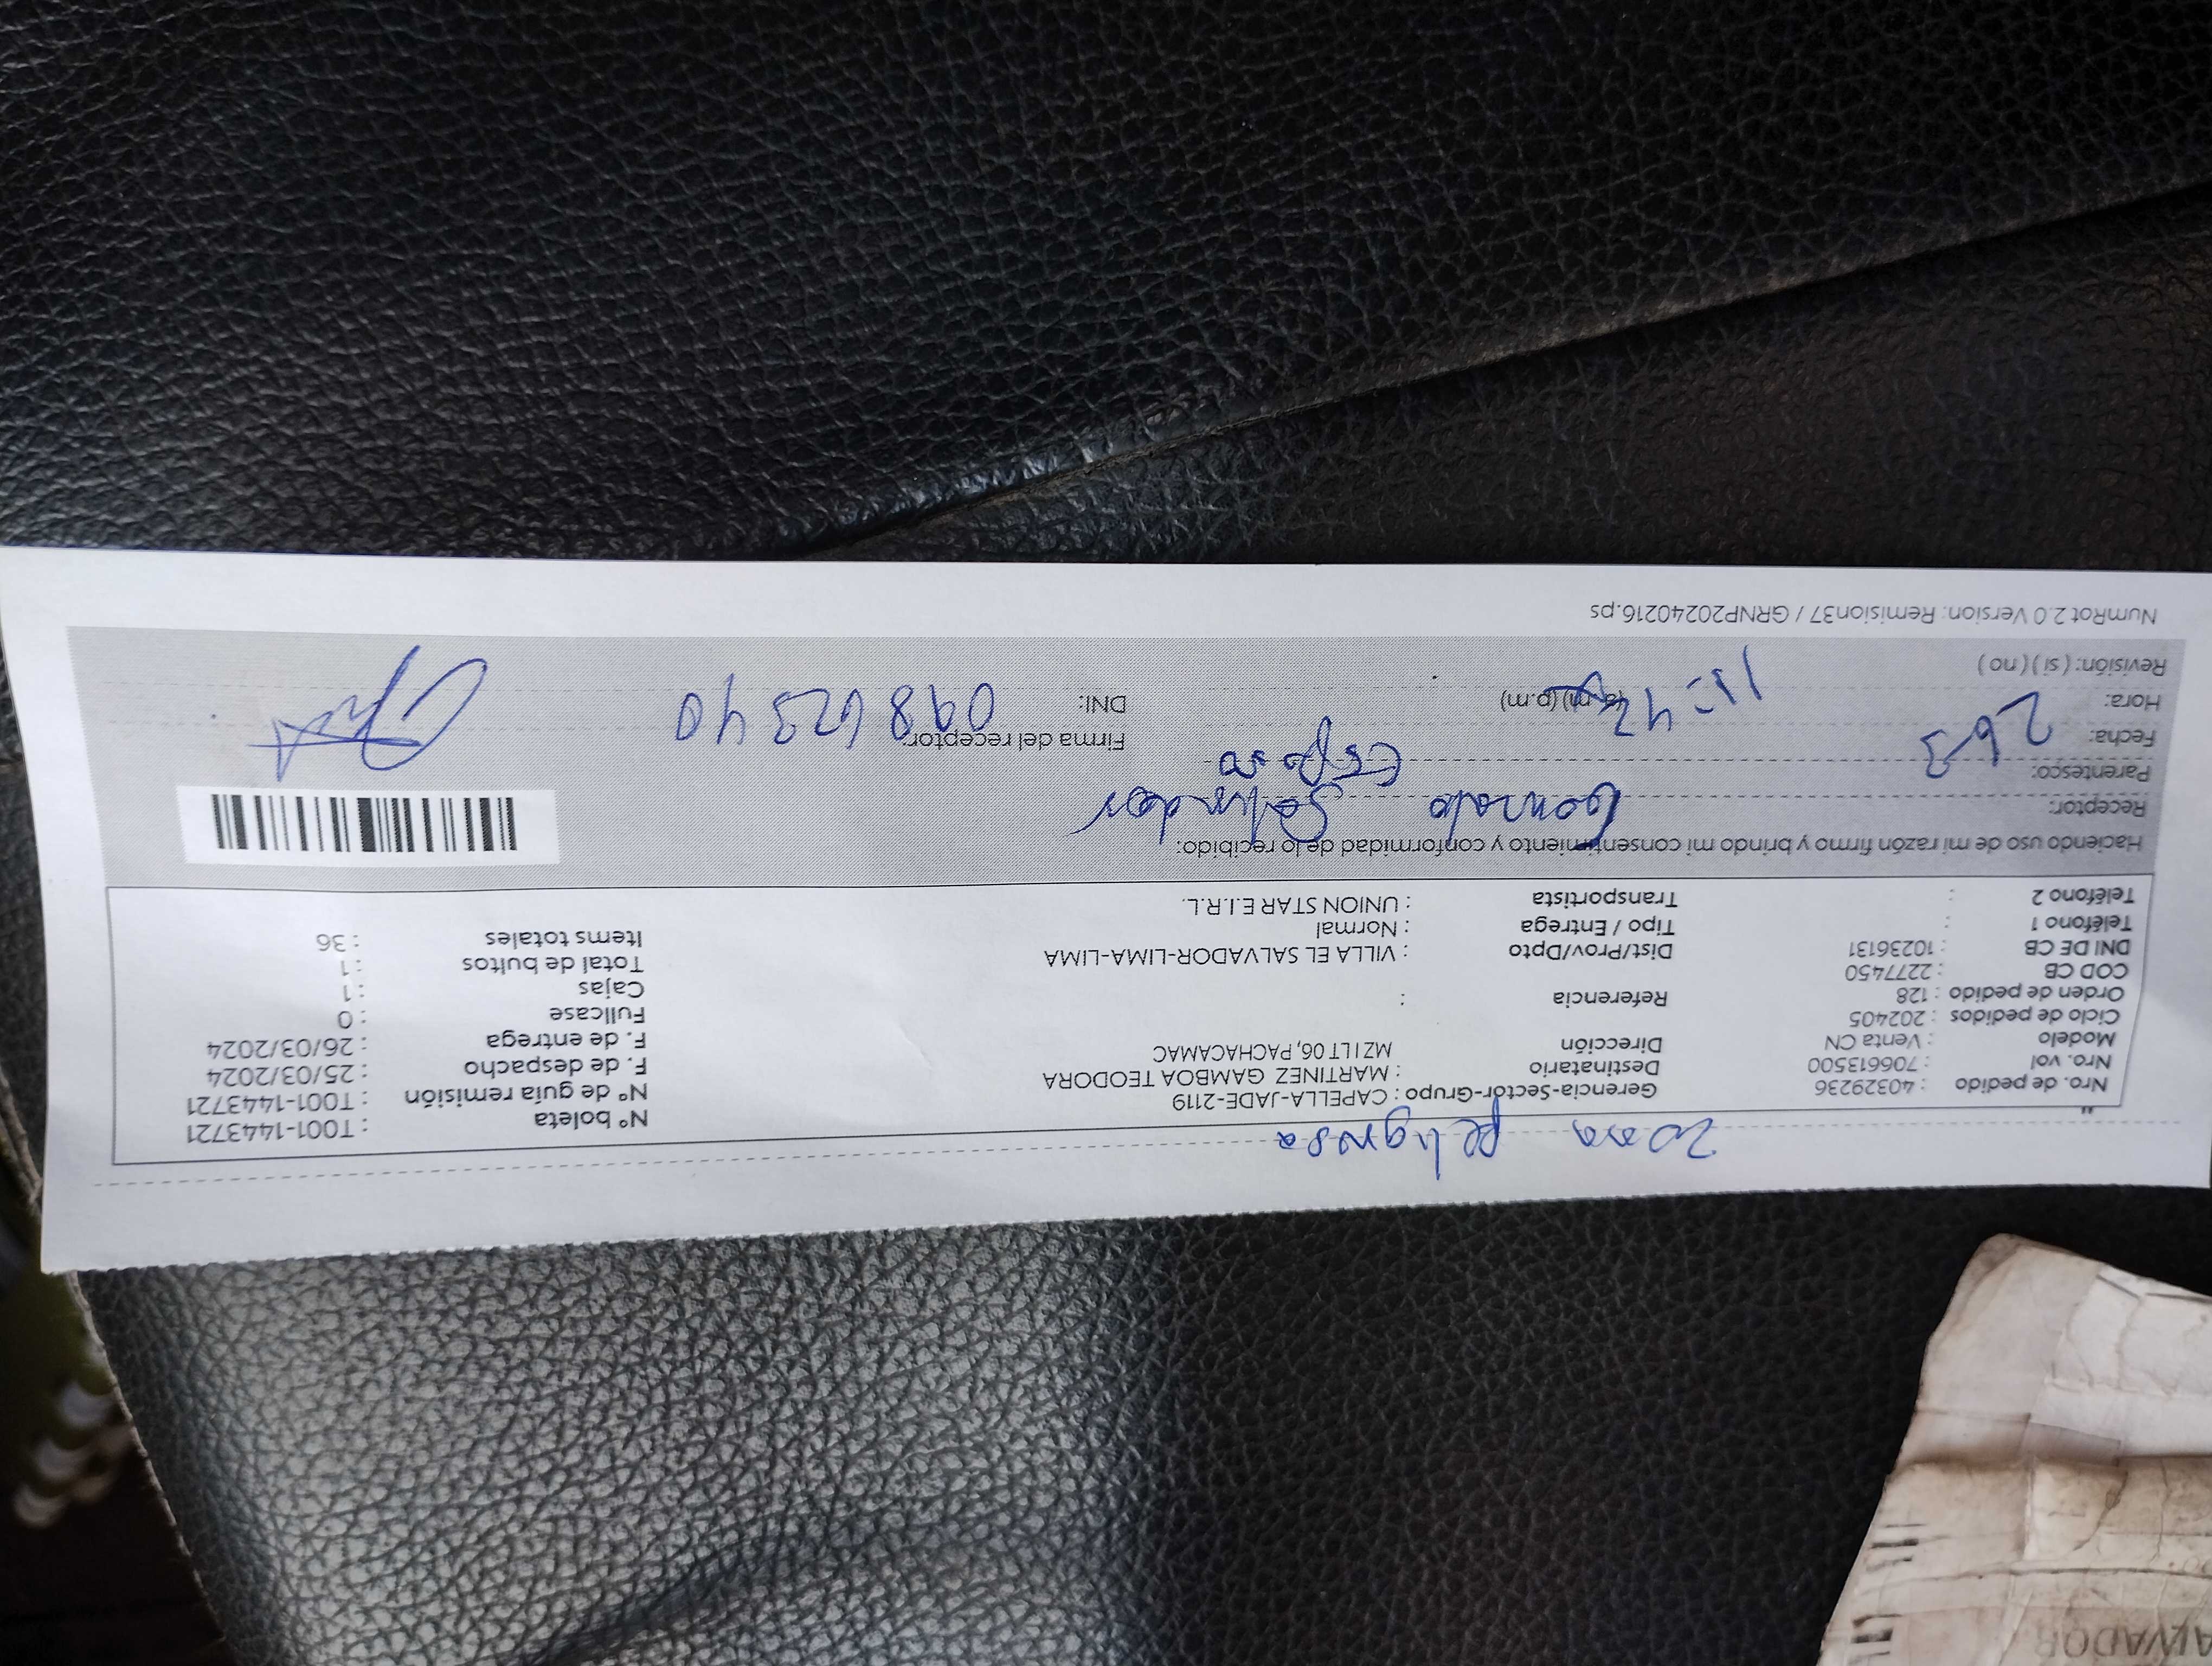 Zona peligrosa
Nro. de pedido : 40329236 Gerencia-Sector-Grupo : CAPELLA-JADE-2119 N° boleta : T001-1443721
Nro. vol : 706613500 Destinatario : MARTINEZ GAMBOA TEODORA N° de guía remisión : T001-1443721
Modelo : Venta CN Dirección MZ I LT 06, PACHACAMAC F. de despacho : 25/03/2024
Ciclo de pedidos : 202405 F. de entrega : 26/03/2024
Orden de pedido : 128 Referencia : Fullcase : 0
COD CB : 2277450 Cajas : 1
DNI DE CB : 10236131 Dist/Prov/Dpto : VILLA EL SALVADOR-LIMA-LIMA Total de bultos : 1
Teléfono 1 : Tipo / Entrega : Normal Items totales : 36
Teléfono 2 : Transportista : UNION STAR E.I.R.L.
Haciendo uso de mi razón firmo y brindo mi consentimiento y conformidad de lo recibido:
Receptor: Gonzalo
Parentesco: Esposo
Fecha: 26-3 Firma del receptor:
Hora: 11:42 (a.m) (p.m) DNI:
Revisión: ( si ) ( no )
NumRot 2.0 Version: Remision37 / GRNP20240216.ps
ALVADOR